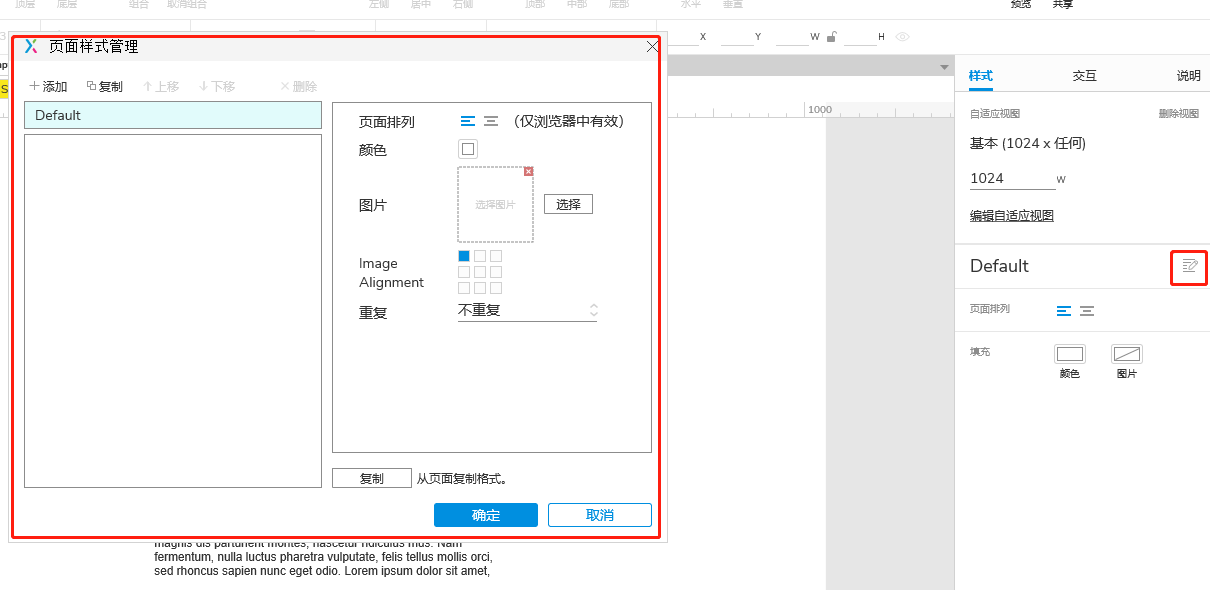 顶层 底层 组合 取消组合 左侧 居中 右侧 顶部 中部 底部 水平 垂直 预览 共享
X Y W H
页面样式管理
添加 复制 上移 下移 删除
Default
页面排列 （仅浏览器中有效）
颜色
图片 选择图片 选择
Image
Alignment
重复 不重复
复制 从页面复制格式。
确定 取消
1000
magnis dis parturient montes, nascetur ridiculus mus. Nam
fermentum, nulla luctus pharetra vulputate, felis tellus mollis orci,
sed rhoncus sapien nunc eget odio. Lorem ipsum dolor sit amet,
样式 交互 说明
自适应视图 删除视图
基本 (1024 x 任何)
1024 W
编辑自适应视图
Default
页面排列
填充
颜色 图片